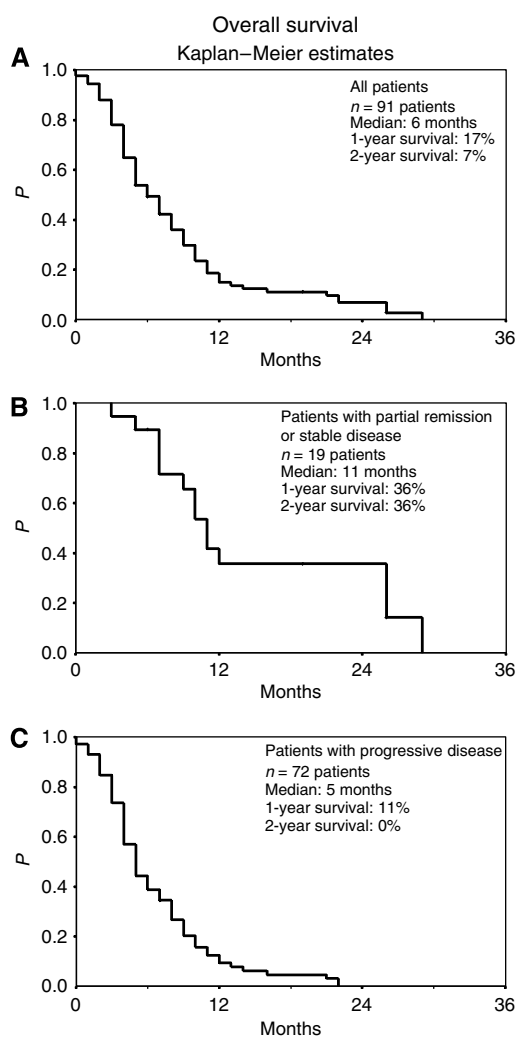 Overall survival
Kaplan–Meier estimates
A
1.0
0.8
0.6
0.4
0.2
0.0
P
All patients
n = 91 patients
Median: 6 months
1-year survival: 17%
2-year survival: 7%
0 12 24 36
Months
B
1.0
0.8
0.6
0.4
0.2
0.0
P
Patients with partial remission
or stable disease
n = 19 patients
Median: 11 months
1-year survival: 36%
2-year survival: 36%
0 12 24 36
Months
C
1.0
0.8
0.6
0.4
0.2
0.0
P
Patients with progressive disease
n = 72 patients
Median: 5 months
1-year survival: 11%
2-year survival: 0%
0 12 24 36
Months